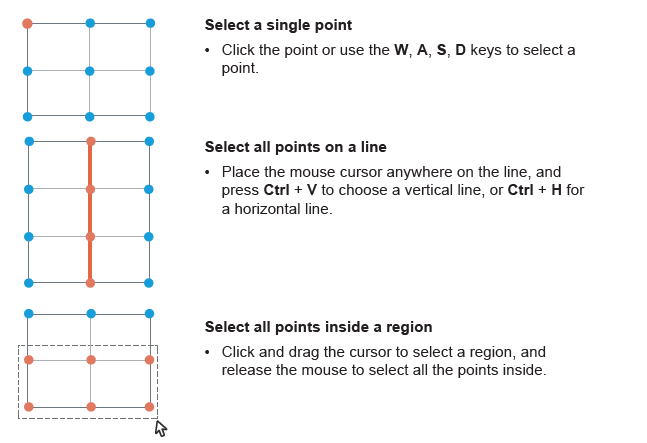 Select a single point
• Click the point or use the W, A, S, D keys to select a
point.
Select all points on a line
• Place the mouse cursor anywhere on the line, and
press Ctrl + V to choose a vertical line, or Ctrl + H for
a horizontal line.
Select all points inside a region
• Click and drag the cursor to select a region, and
release the mouse to select all the points inside.